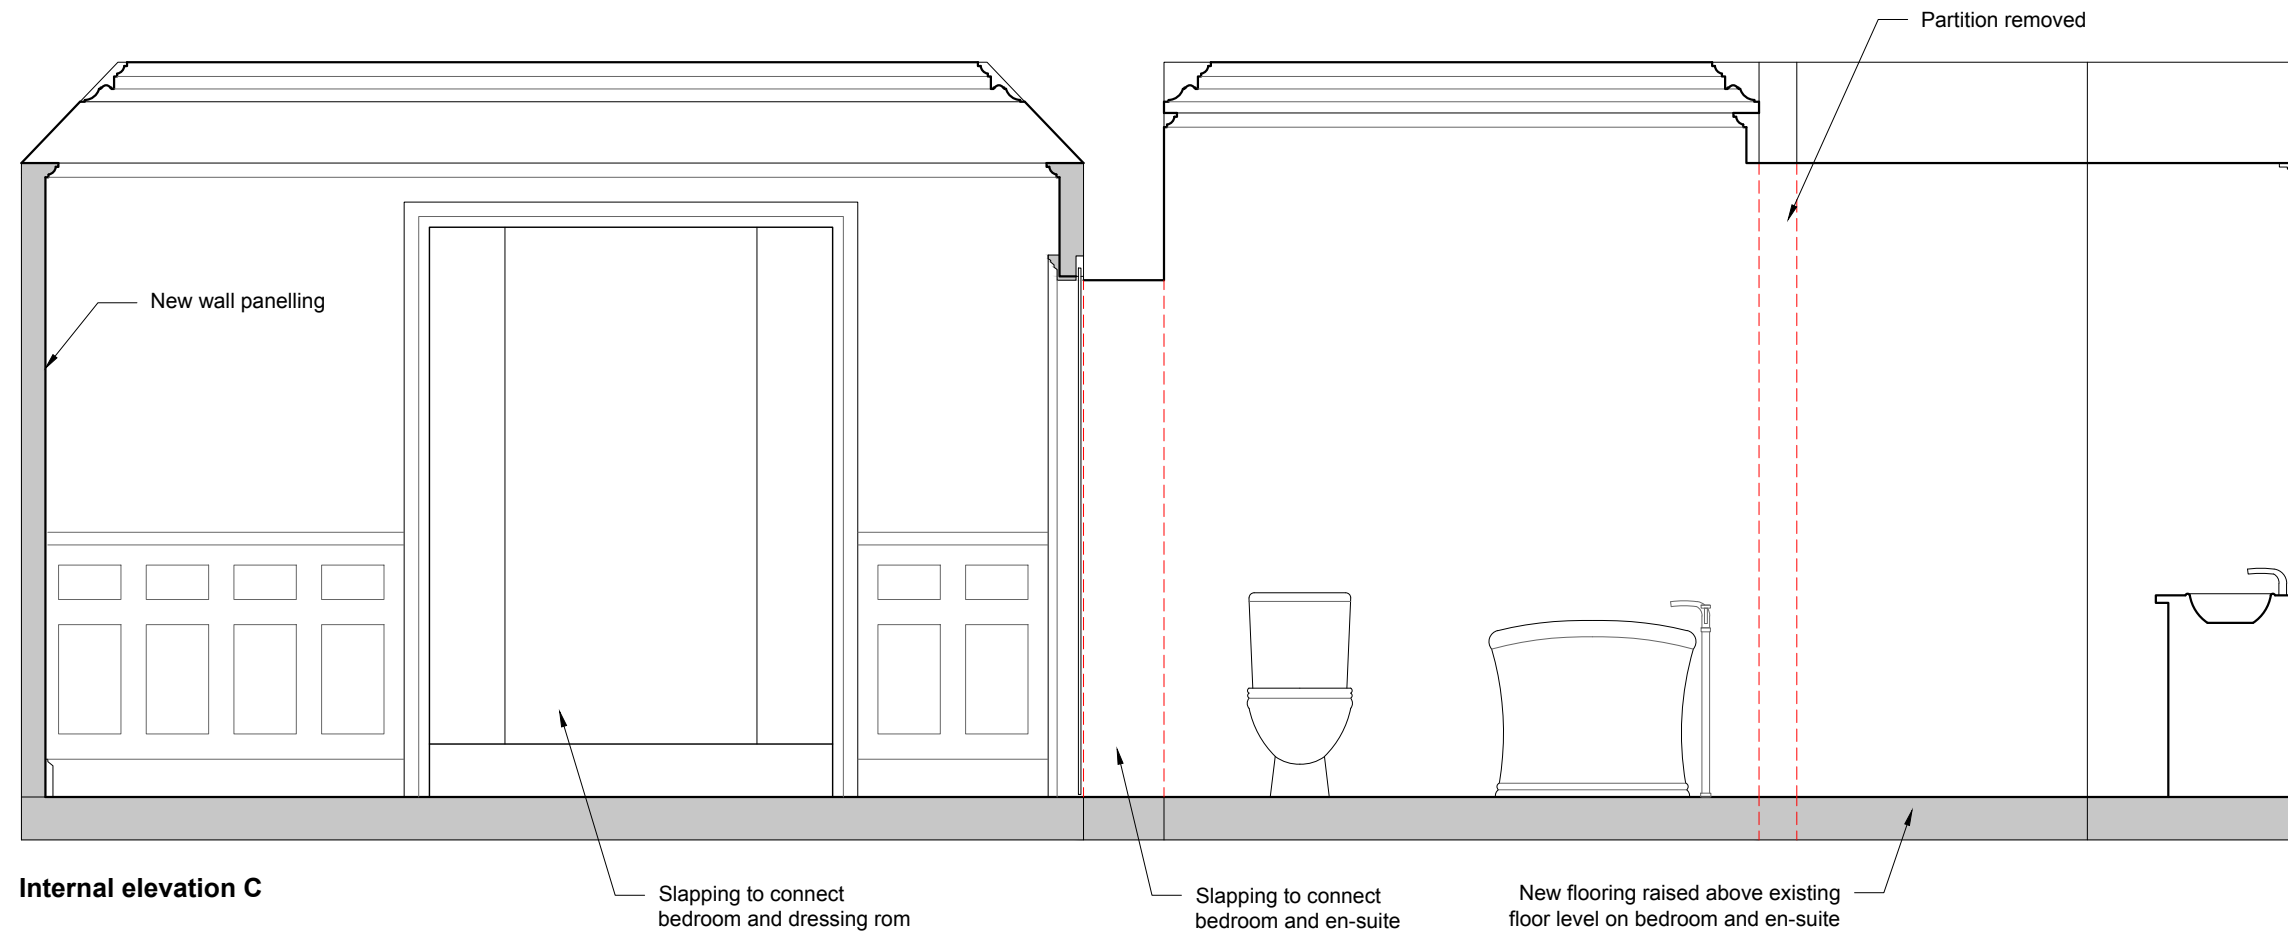 Partition removed
New wall panelling
Internal elevation C
Slapping to connect
bedroom and dressing rom
Slapping to connect
bedroom and en-suite
New flooring raised above existing
floor level on bedroom and en-suite